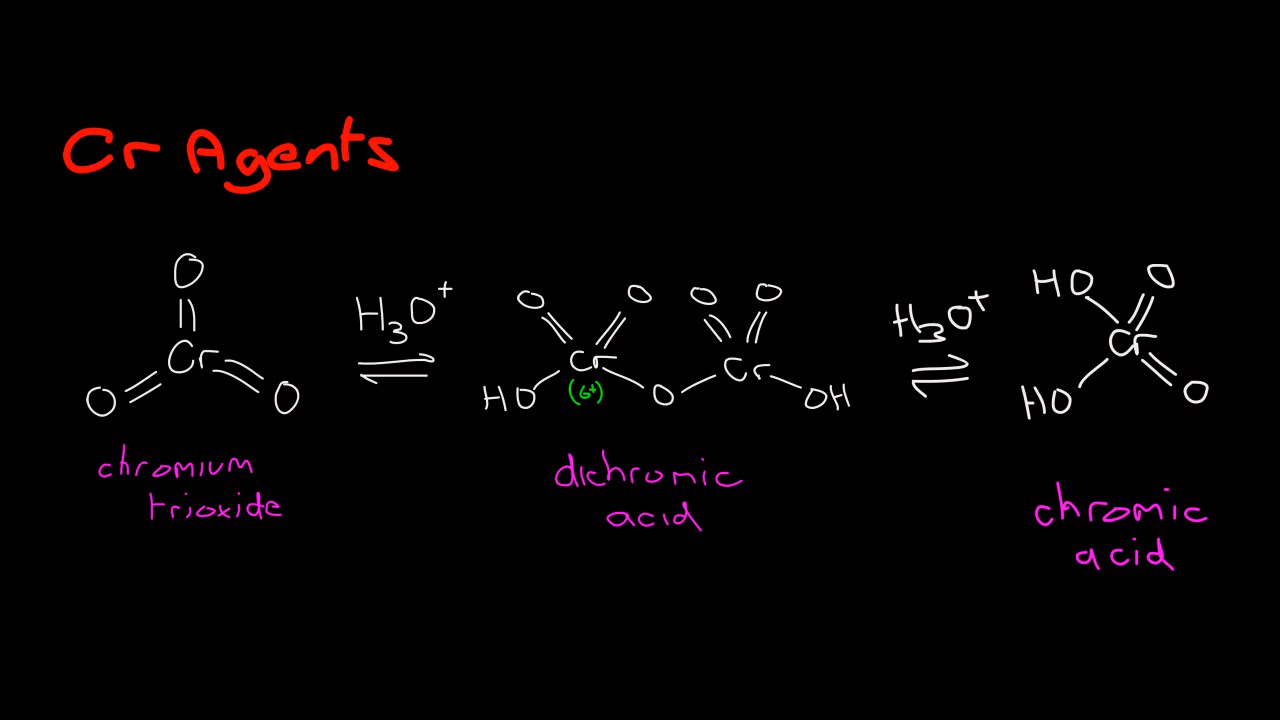 Cr Agents
O
Cr
O O
H₃O⁺
O O O O
Cr Cr
HO (6+) O OH
H₃O⁺
HO O
Cr
HO O
chromium
trioxide
dichromic
acid
chromic
acid